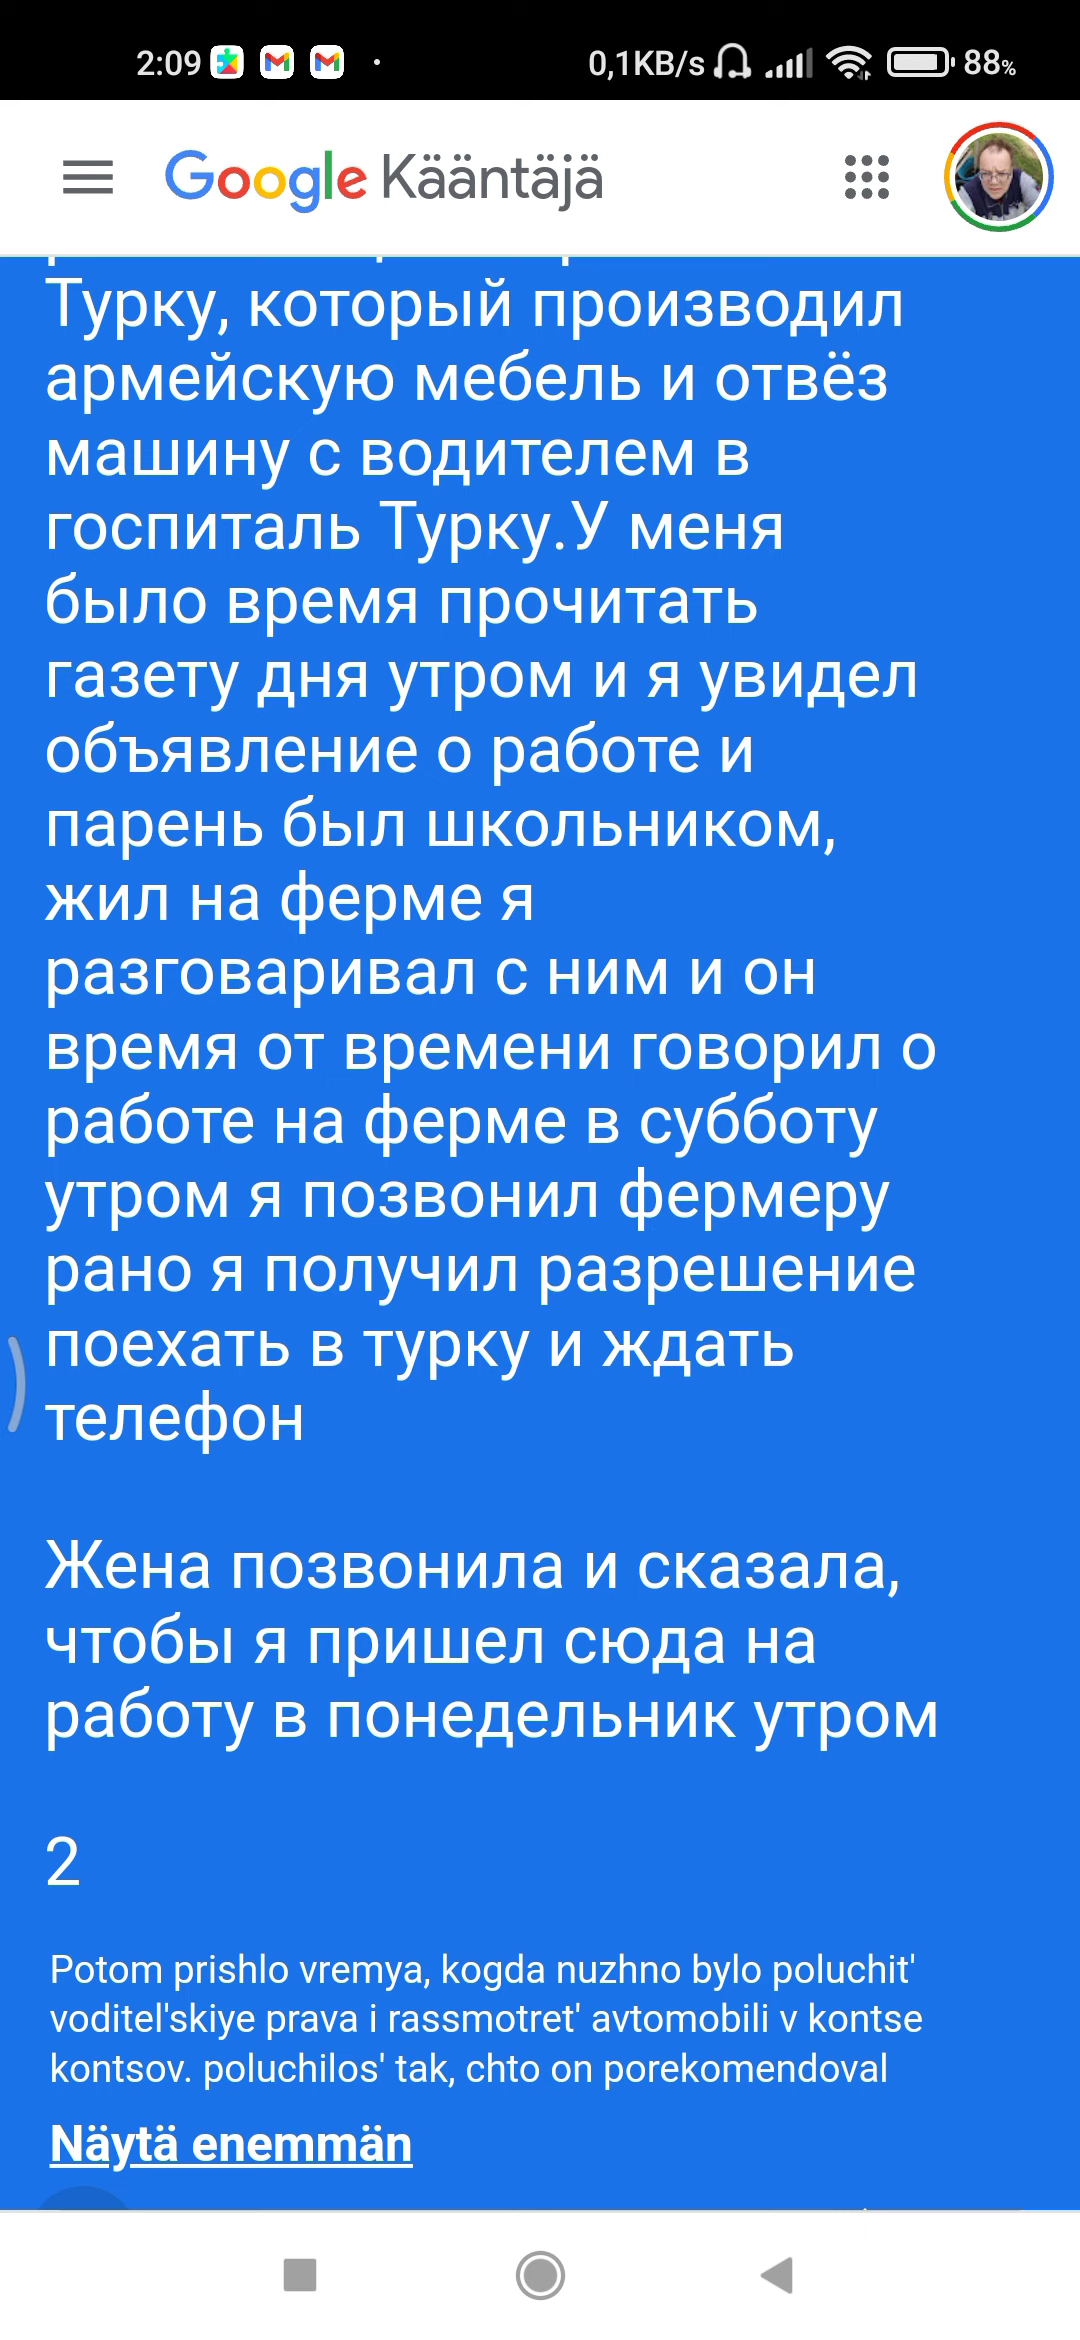 2:09
0,1KB/s
88%
Google Kääntäjä
Турку, который производил
армейскую мебель и отвёз
машину с водителем в
госпиталь Турку.У меня
было время прочитать
газету дня утром и я увидел
объявление о работе и
парень был школьником,
жил на ферме я
разговаривал с ним и он
время от времени говорил о
работе на ферме в субботу
утром я позвонил фермеру
рано я получил разрешение
поехать в турку и ждать
телефон
Жена позвонила и сказала,
чтобы я пришел сюда на
работу в понедельник утром
2
Potom prishlo vremya, kogda nuzhno bylo poluchit'
voditel'skiye prava i rassmotret' avtomobili v kontse
kontsov. poluchilos' tak, chto on porekomendoval
Näytä enemmän